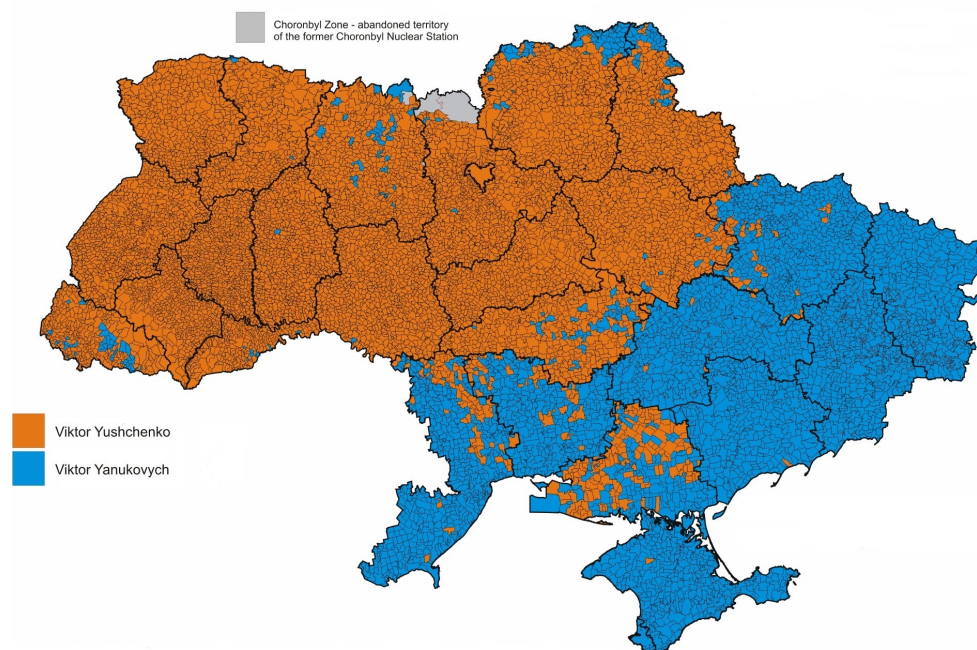 Choronbyl Zone - abandoned territory
of the former Choronbyl Nuclear Station
Viktor Yushchenko
Viktor Yanukovych